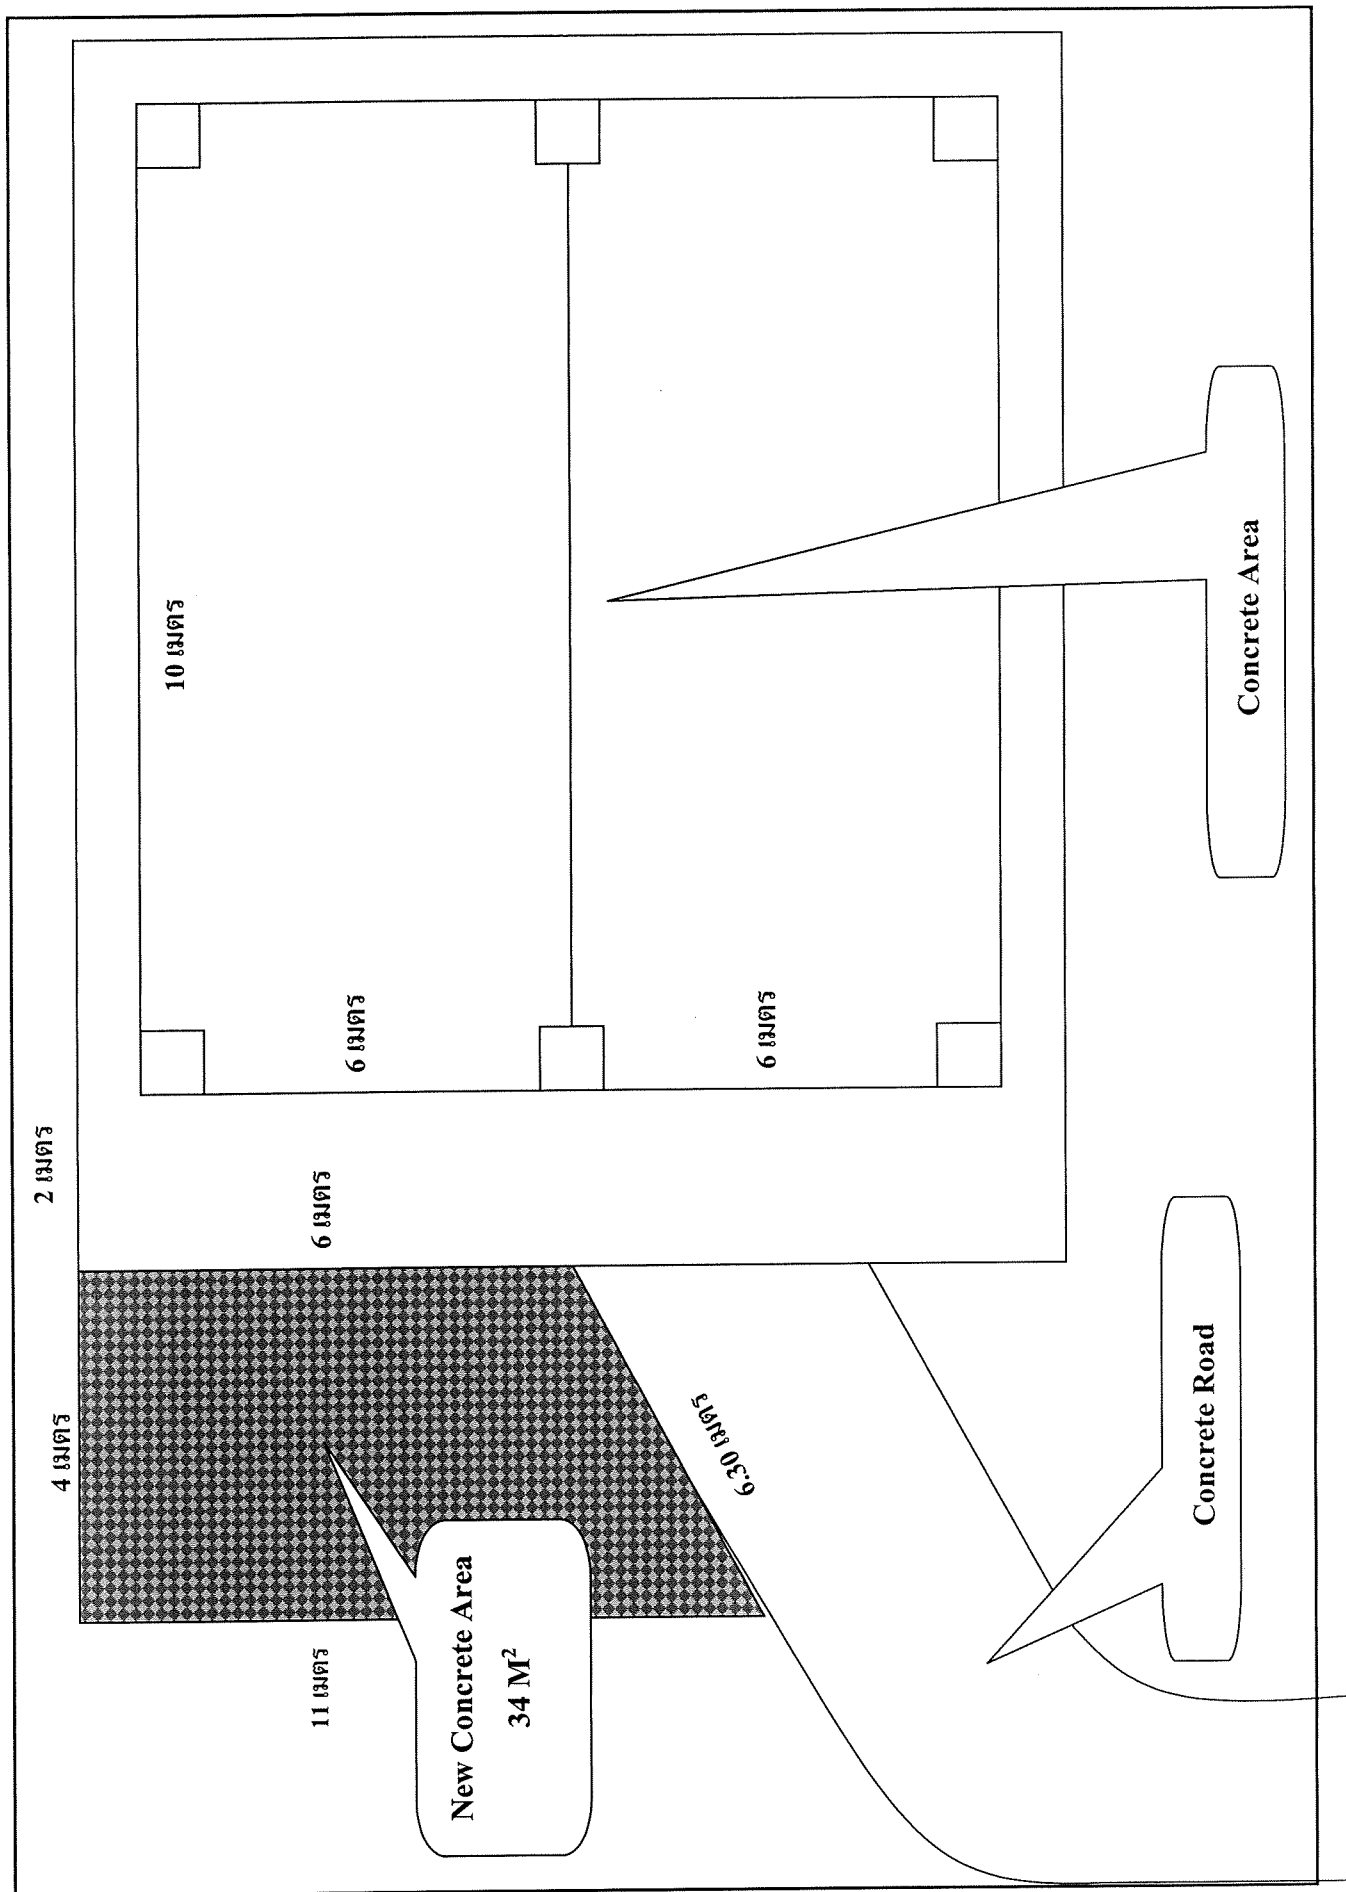 2 เมตร
4 เมตร
10 เมตร
6 เมตร
6 เมตร
6 เมตร
11 เมตร
6.30 เมตร
New Concrete Area
34 M²
Concrete Area
Concrete Road